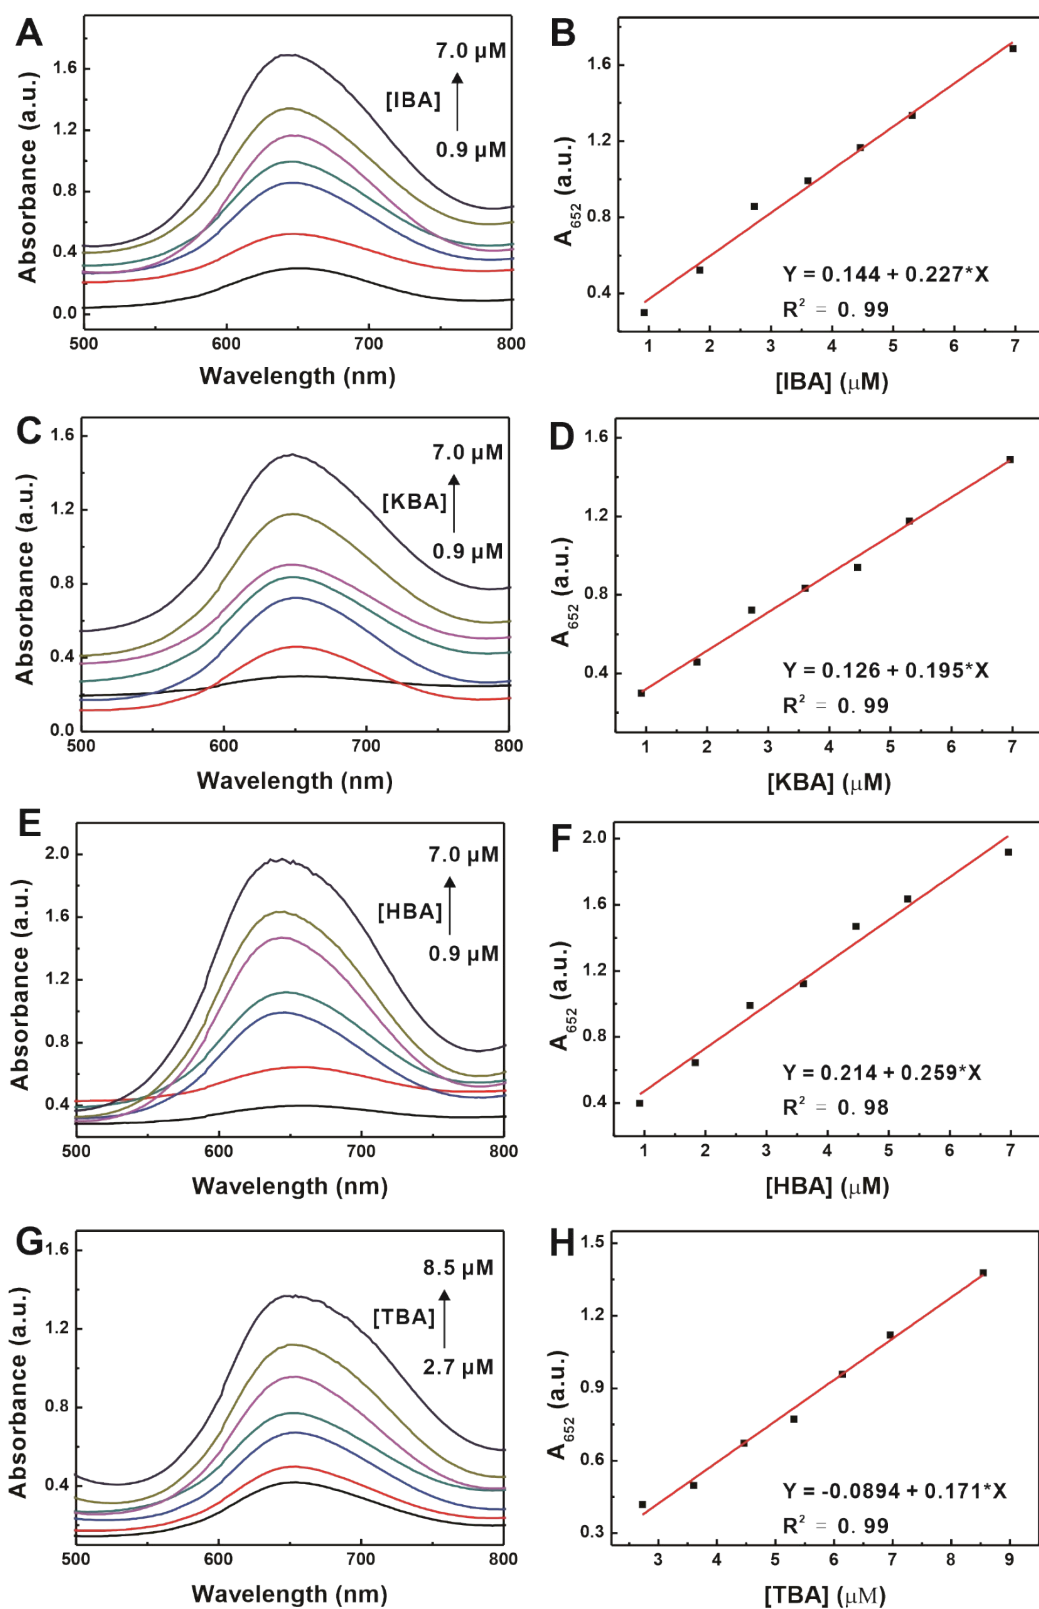 A
7.0 µM
[IBA]
0.9 µM
Absorbance (a.u.)
1.6
1.2
0.8
0.4
0.0
500 600 700 800
Wavelength (nm)
B
A652 (a.u.)
1.6
1.2
0.8
0.4
Y = 0.144 + 0.227*X
R² = 0.99
1 2 3 4 5 6 7
[IBA] (µM)
C
7.0 µM
[KBA]
0.9 µM
Absorbance (a.u.)
1.6
1.2
0.8
0.4
0.0
500 600 700 800
Wavelength (nm)
D
A652 (a.u.)
1.6
1.2
0.8
0.4
Y = 0.126 + 0.195*X
R² = 0.99
1 2 3 4 5 6 7
[KBA] (µM)
E
7.0 µM
[HBA]
0.9 µM
Absorbance (a.u.)
2.0
1.6
1.2
0.8
0.4
500 600 700 800
Wavelength (nm)
F
A652 (a.u.)
2.0
1.6
1.2
0.8
0.4
Y = 0.214 + 0.259*X
R² = 0.98
1 2 3 4 5 6 7
[HBA] (µM)
G
8.5 µM
[TBA]
2.7 µM
Absorbance (a.u.)
1.6
1.2
0.8
0.4
500 600 700 800
Wavelength (nm)
H
A652 (a.u.)
1.5
1.2
0.9
0.6
0.3
Y = -0.0894 + 0.171*X
R² = 0.99
3 4 5 6 7 8 9
[TBA] (µM)